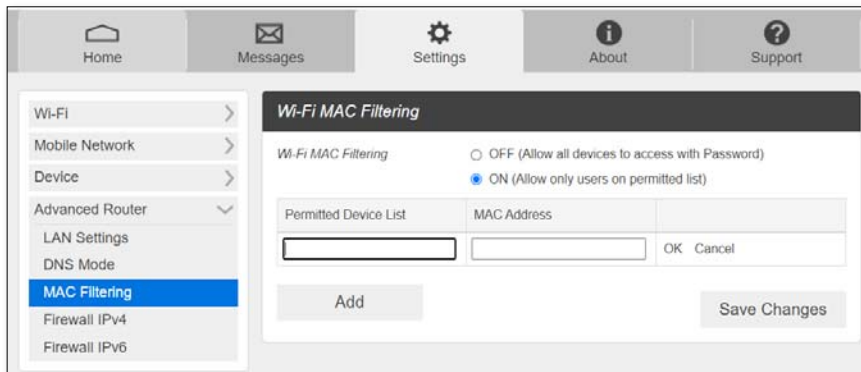 Home Messages Settings About Support
Wi-Fi
Mobile Network
Device
Advanced Router
LAN Settings
DNS Mode
MAC Filtering
Firewall IPv4
Firewall IPv6
Wi-Fi MAC Filtering
Wi-Fi MAC Filtering OFF (Allow all devices to access with Password)
ON (Allow only users on permitted list)
Permitted Device List MAC Address
OK Cancel
Add
Save Changes